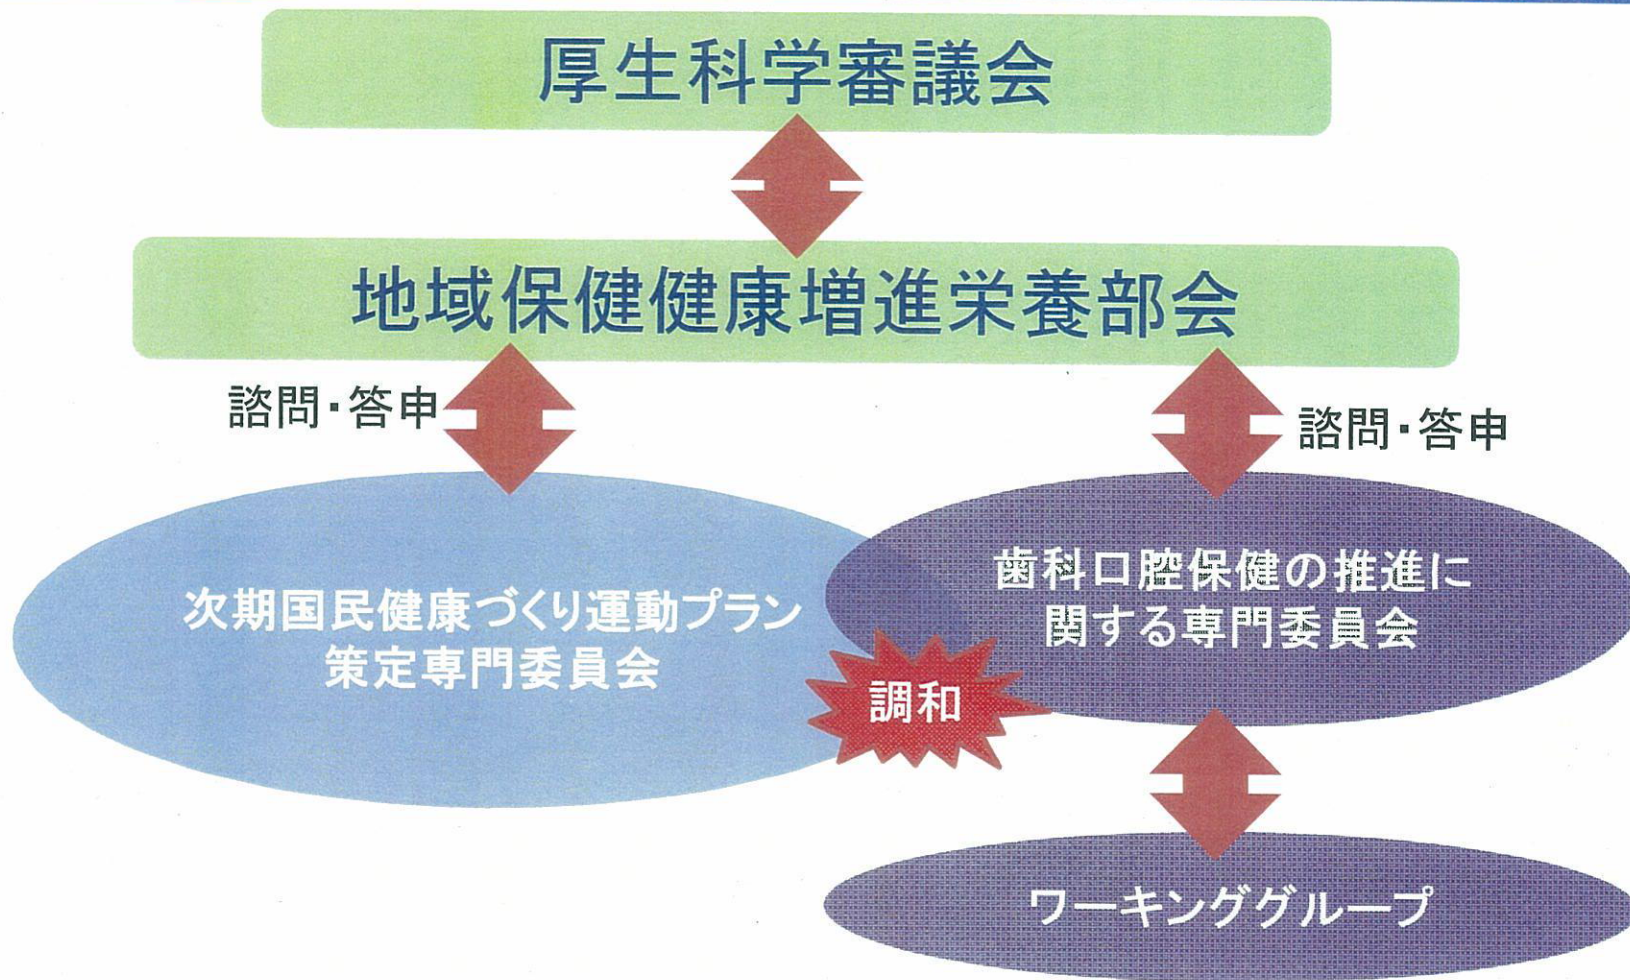 厚生科学審議会
地域保健健康増進栄養部会
諮問・答申
諮問・答申
次期国民健康づくり運動プラン
策定専門委員会
歯科口腔保健の推進に
関する専門委員会
調和
ワーキンググループ